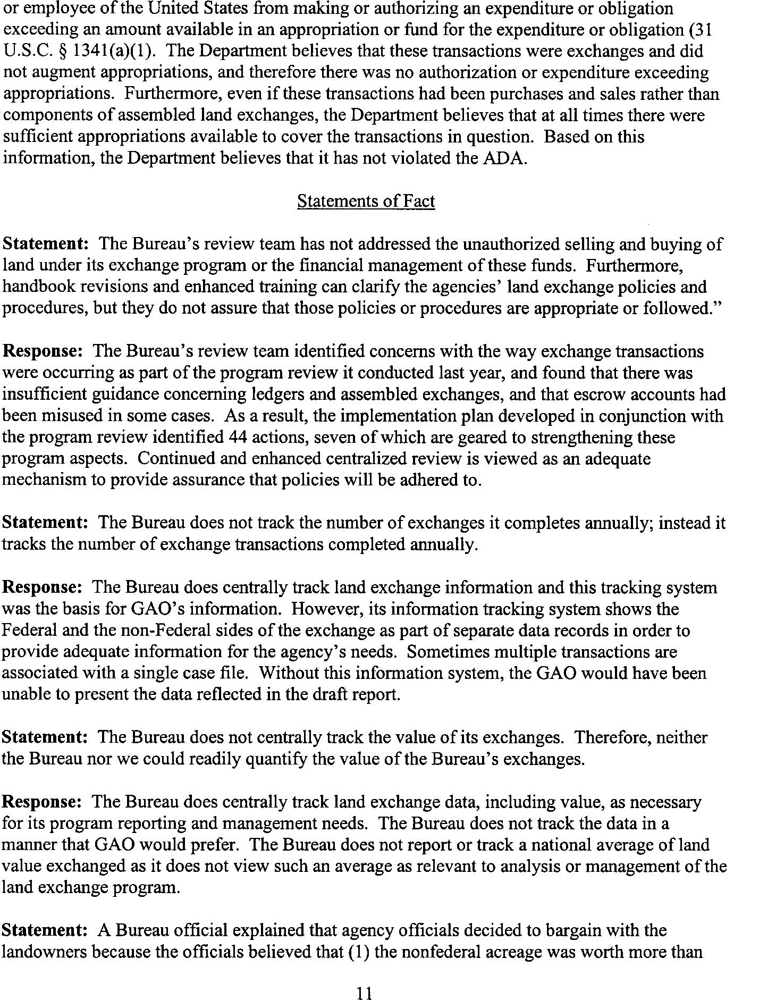 or employee of the United States from making or authorizing an expenditure or obligation
exceeding an amount available in an appropriation or fund for the expenditure or obligation (31
U.S.C. § 1341(a)(1).  The Department believes that these transactions were exchanges and did
not augment appropriations, and therefore there was no authorization or expenditure exceeding
appropriations.  Furthermore, even if these transactions had been purchases and sales rather than
components of assembled land exchanges, the Department believes that at all times there were
sufficient appropriations available to cover the transactions in question.  Based on this
information, the Department believes that it has not violated the ADA.
Statements of Fact
Statement:  The Bureau’s review team has not addressed the unauthorized selling and buying of
land under its exchange program or the financial management of these funds.  Furthermore,
handbook revisions and enhanced training can clarify the agencies’ land exchange policies and
procedures, but they do not assure that those policies or procedures are appropriate or followed.”
Response:  The Bureau’s review team identified concerns with the way exchange transactions
were occurring as part of the program review it conducted last year, and found that there was
insufficient guidance concerning ledgers and assembled exchanges, and that escrow accounts had
been misused in some cases.  As a result, the implementation plan developed in conjunction with
the program review identified 44 actions, seven of which are geared to strengthening these
program aspects.  Continued and enhanced centralized review is viewed as an adequate
mechanism to provide assurance that policies will be adhered to.
Statement:  The Bureau does not track the number of exchanges it completes annually; instead it
tracks the number of exchange transactions completed annually.
Response:  The Bureau does centrally track land exchange information and this tracking system
was the basis for GAO’s information.  However, its information tracking system shows the
Federal and the non-Federal sides of the exchange as part of separate data records in order to
provide adequate information for the agency’s needs.  Sometimes multiple transactions are
associated with a single case file.  Without this information system, the GAO would have been
unable to present the data reflected in the draft report.
Statement:  The Bureau does not centrally track the value of its exchanges.  Therefore, neither
the Bureau nor we could readily quantify the value of the Bureau’s exchanges.
Response:  The Bureau does centrally track land exchange data, including value, as necessary
for its program reporting and management needs.  The Bureau does not track the data in a
manner that GAO would prefer.  The Bureau does not report or track a national average of land
value exchanged as it does not view such an average as relevant to analysis or management of the
land exchange program.
Statement:  A Bureau official explained that agency officials decided to bargain with the
landowners because the officials believed that (1) the nonfederal acreage was worth more than
11